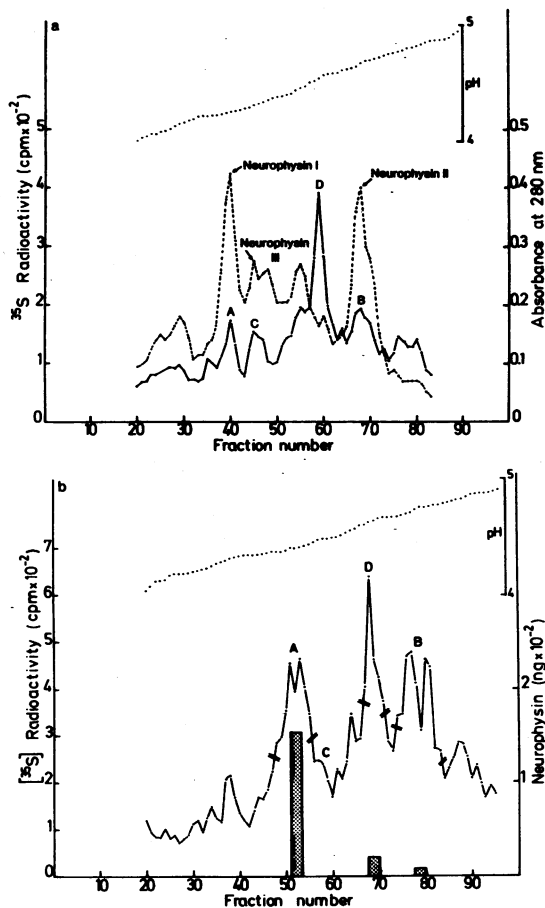 a
5
pH
4
³⁵S Radioactivity (cpm×10⁻²)
5
4
3
2
1
0
0.5
0.4
0.3
0.2
0.1
0
Absorbance at 280 nm
Neurophysin I
Neurophysin
III
D
Neurophysin II
A
C
B
10 20 30 40 50 60 70 80 90
Fraction number
b
5
pH
4
[³⁵S] Radioactivity (cpm×10⁻²)
7
6
5
4
3
2
1
0
2
1
Neurophysin (ng×10⁻²)
D
A
B
C
10 20 30 40 50 60 70 80 90
Fraction number